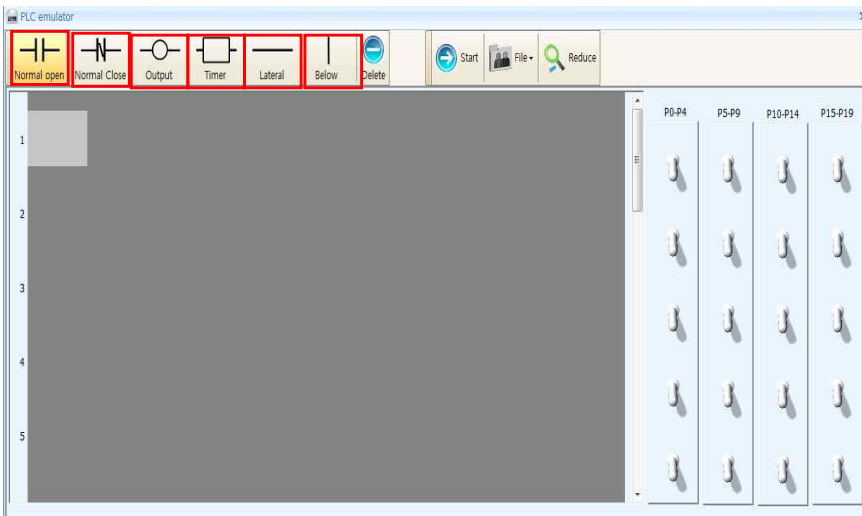 PLC emulator
Normal open Normal Close Output Timer Lateral Below Delete Start File Reduce
P0-P4 P5-P9 P10-P14 P15-P19
1
2
3
4
5